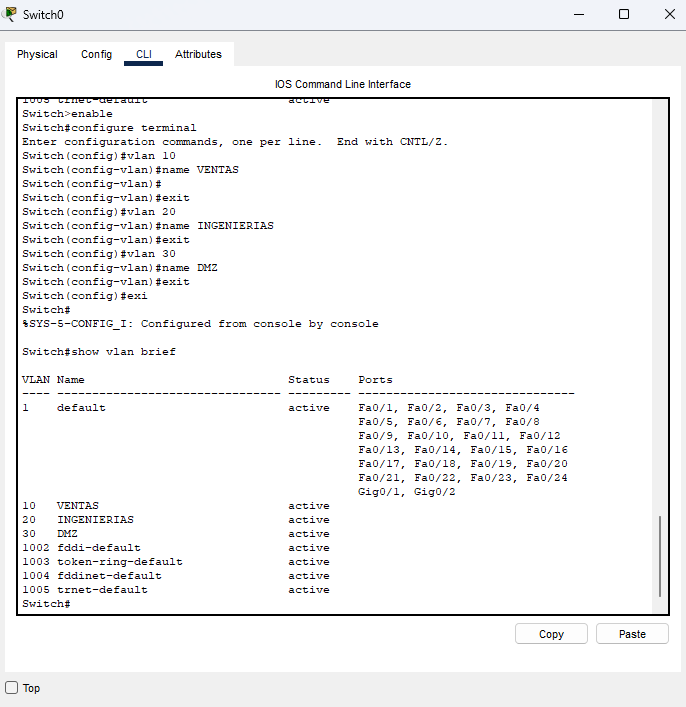 Switch0
Physical Config CLI Attributes
IOS Command Line Interface
1005 trnet-default                    active
Switch>enable
Switch#configure terminal
Enter configuration commands, one per line.  End with CNTL/Z.
Switch(config)#vlan 10
Switch(config-vlan)#name VENTAS
Switch(config-vlan)#
Switch(config-vlan)#exit
Switch(config)#vlan 20
Switch(config-vlan)#name INGENIERIAS
Switch(config-vlan)#exit
Switch(config)#vlan 30
Switch(config-vlan)#name DMZ
Switch(config-vlan)#exit
Switch(config)#exi
Switch#
%SYS-5-CONFIG_I: Configured from console by console
Switch#show vlan brief
VLAN Name                             Status    Ports
---- -------------------------------- --------- -------------------------------
1    default                          active    Fa0/1, Fa0/2, Fa0/3, Fa0/4
                                                Fa0/5, Fa0/6, Fa0/7, Fa0/8
                                                Fa0/9, Fa0/10, Fa0/11, Fa0/12
                                                Fa0/13, Fa0/14, Fa0/15, Fa0/16
                                                Fa0/17, Fa0/18, Fa0/19, Fa0/20
                                                Fa0/21, Fa0/22, Fa0/23, Fa0/24
                                                Gig0/1, Gig0/2
10   VENTAS                           active
20   INGENIERIAS                      active
30   DMZ                              active
1002 fddi-default                     active
1003 token-ring-default               active
1004 fddinet-default                  active
1005 trnet-default                    active
Switch#
Copy Paste
Top